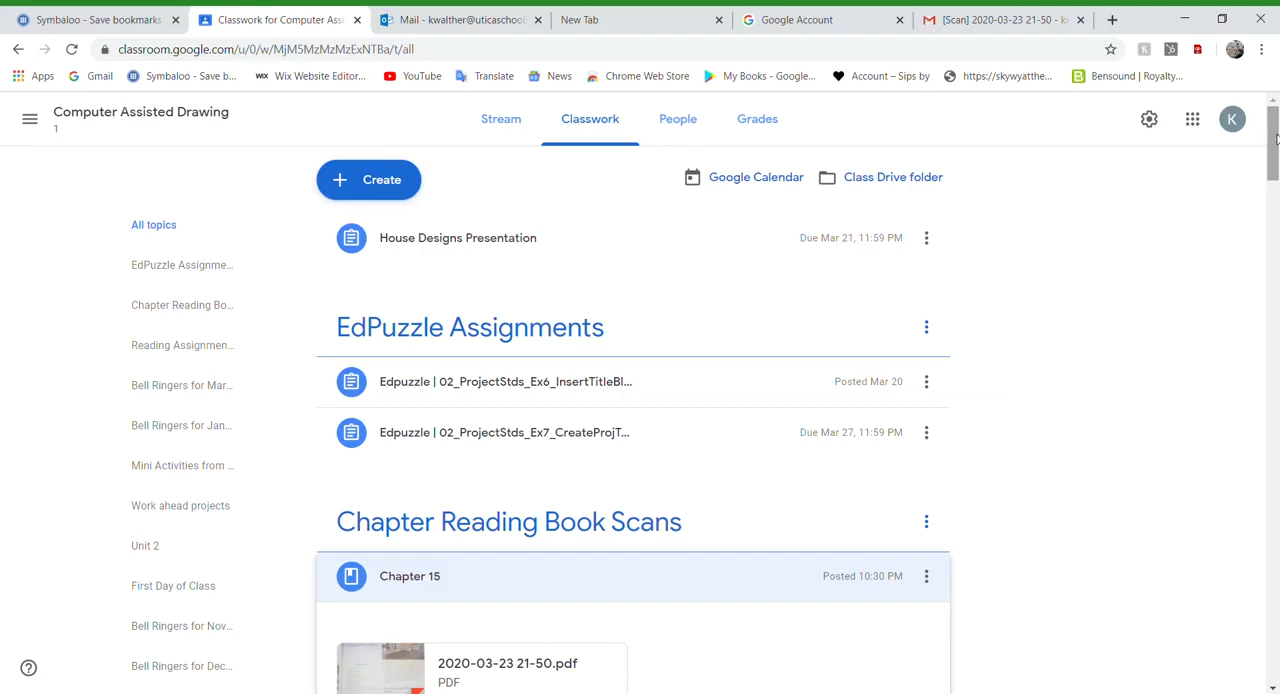 Symbaloo - Save bookmarks
Classwork for Computer Assi
Mail - kwalther@uticaschool
New Tab
Google Account
[Scan] 2020-03-23 21-50 - k
classroom.google.com/u/0/w/MjM5MzMzMzExNTBa/t/all
Apps
Gmail
Symbaloo - Save b...
Wix Website Editor...
YouTube
Translate
News
Chrome Web Store
My Books - Google...
Account – Sips by
https://skywyatthe...
Bensound | Royalty...
Computer Assisted Drawing
1
Stream
Classwork
People
Grades
K
Create
Google Calendar
Class Drive folder
All topics
EdPuzzle Assignme...
Chapter Reading Bo...
Reading Assignmen...
Bell Ringers for Mar...
Bell Ringers for Jan...
Mini Activities from ...
Work ahead projects
Unit 2
First Day of Class
Bell Ringers for Nov...
Bell Ringers for Dec...
House Designs Presentation
Due Mar 21, 11:59 PM
EdPuzzle Assignments
Edpuzzle | 02_ProjectStds_Ex6_InsertTitleBl...
Posted Mar 20
Edpuzzle | 02_ProjectStds_Ex7_CreateProjT...
Due Mar 27, 11:59 PM
Chapter Reading Book Scans
Chapter 15
Posted 10:30 PM
2020-03-23 21-50.pdf
PDF